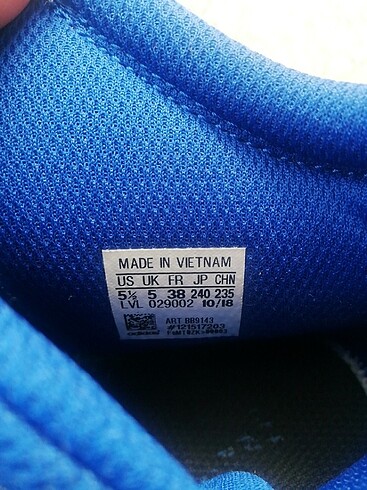 MADE IN VIETNAM
US UK FR JP CHN
5½ 5 38 240 235
LVL 029002 10/18
ART BB9143
#121517203
adidas